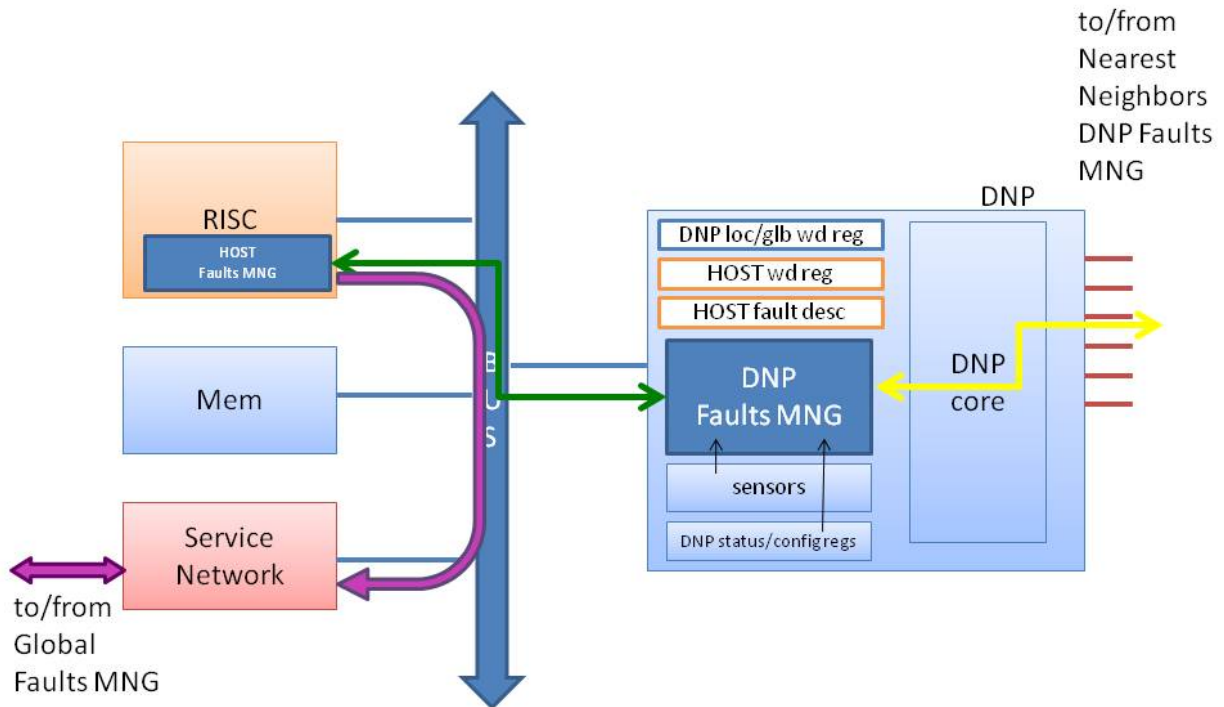 to/from
Nearest
Neighbors
DNP Faults
MNG
DNP
RISC
HOST
Faults MNG
DNP loc/glb wd reg
HOST wd reg
HOST fault desc
BUS
Mem
DNP
Faults MNG
DNP
core
sensors
DNP status/config regs
Service
Network
to/from
Global
Faults MNG